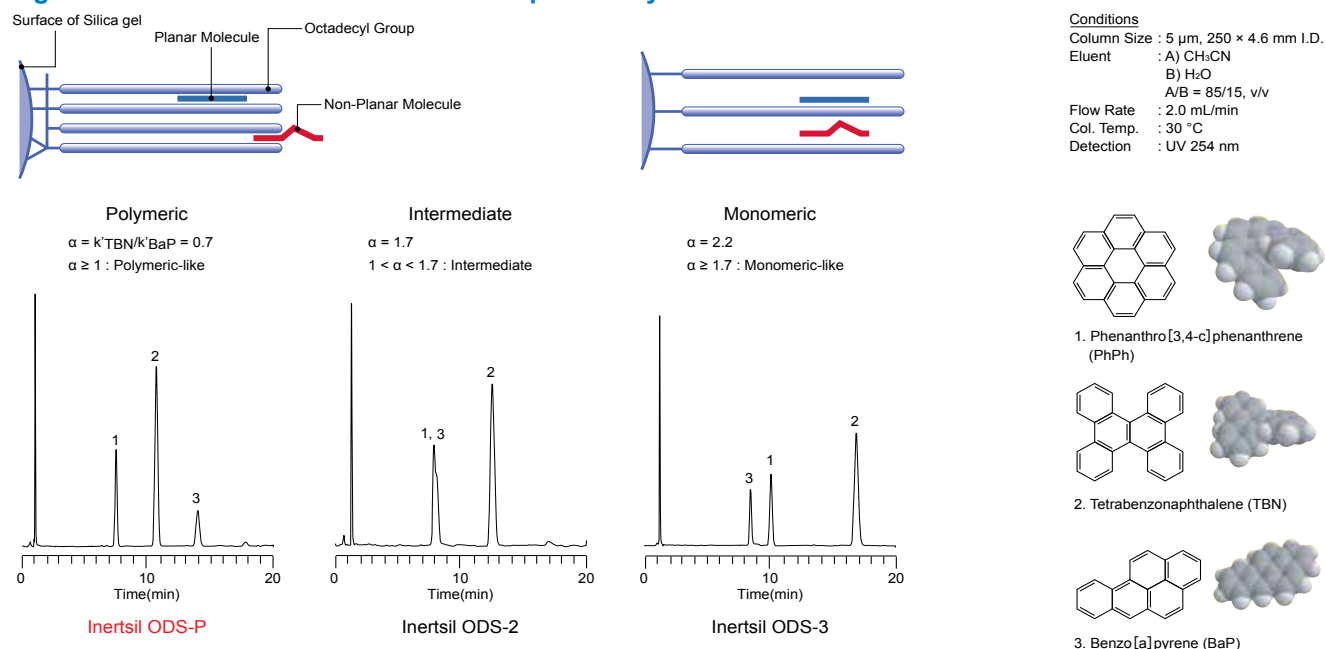 Surface of Silica gel
Planar Molecule
Octadecyl Group
Non-Planar Molecule
Polymeric
α = k'TBN/k'BaP = 0.7
α ≥ 1 : Polymeric-like
Intermediate
α = 1.7
1 < α < 1.7 : Intermediate
Monomeric
α = 2.2
α ≥ 1.7 : Monomeric-like
1
2
3
0
10
20
Time(min)
Inertsil ODS-P
1, 3
2
0
10
20
Time(min)
Inertsil ODS-2
3
1
2
0
10
20
Time(min)
Inertsil ODS-3
Conditions
Column Size : 5 μm, 250 × 4.6 mm I.D.
Eluent : A) CH₃CN
B) H₂O
A/B = 85/15, v/v
Flow Rate : 2.0 mL/min
Col. Temp. : 30 °C
Detection : UV 254 nm
1. Phenanthro[3,4-c]phenanthrene
(PhPh)
2. Tetrabenzonaphthalene (TBN)
3. Benzo[a]pyrene (BaP)